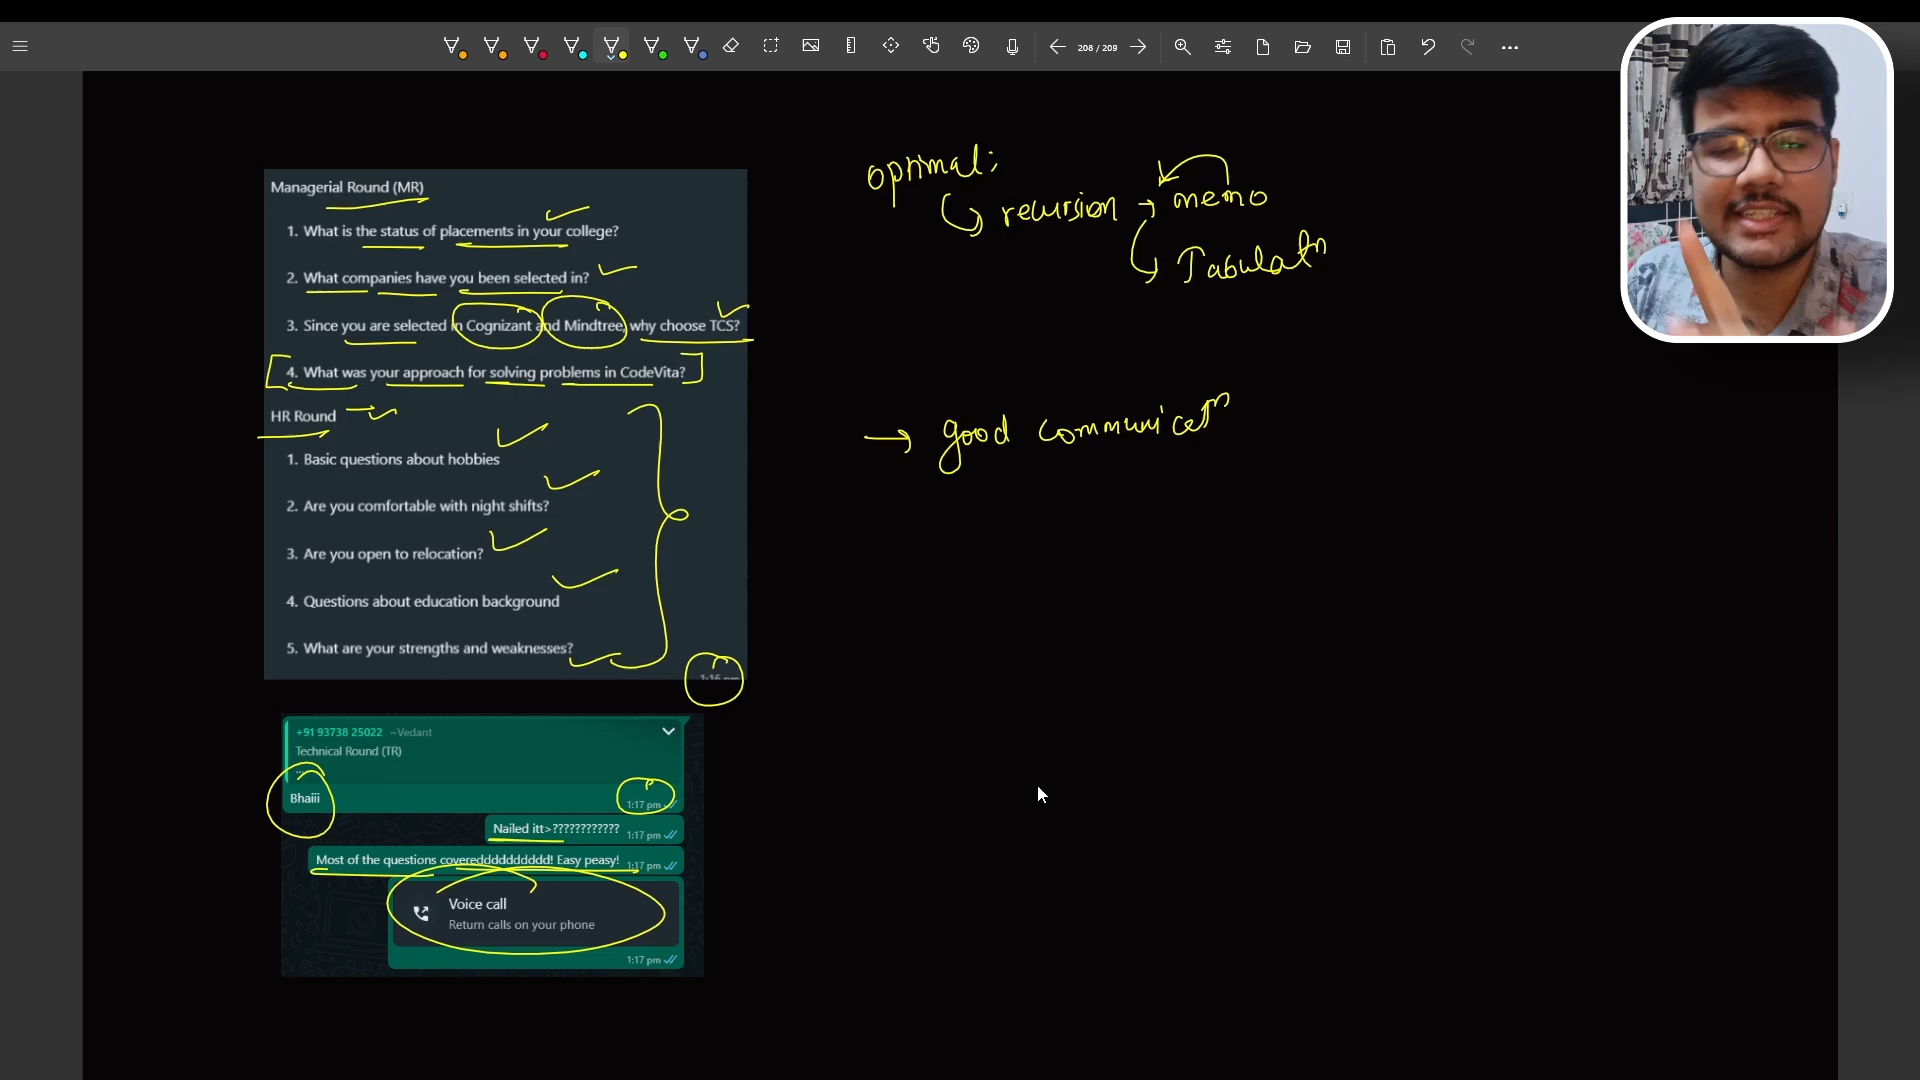 208 / 209
Managerial Round (MR)
1. What is the status of placements in your college?
2. What companies have you been selected in?
3. Since you are selected in Cognizant and Mindtree, why choose TCS?
4. What was your approach for solving problems in CodeVita?
HR Round
1. Basic questions about hobbies
2. Are you comfortable with night shifts?
3. Are you open to relocation?
4. Questions about education background
5. What are your strengths and weaknesses?
1:16 pm
+91 93738 25022 ~Vedant
Technical Round (TR)
...
Bhaiii
1:17 pm
Nailed itt>???????????? 1:17 pm
Most of the questions coveredddddddddd! Easy peasy! 1:17 pm
Voice call
Return calls on your phone
1:17 pm
optimal:
recursion → memo
Tabulatn
→ good communicatn